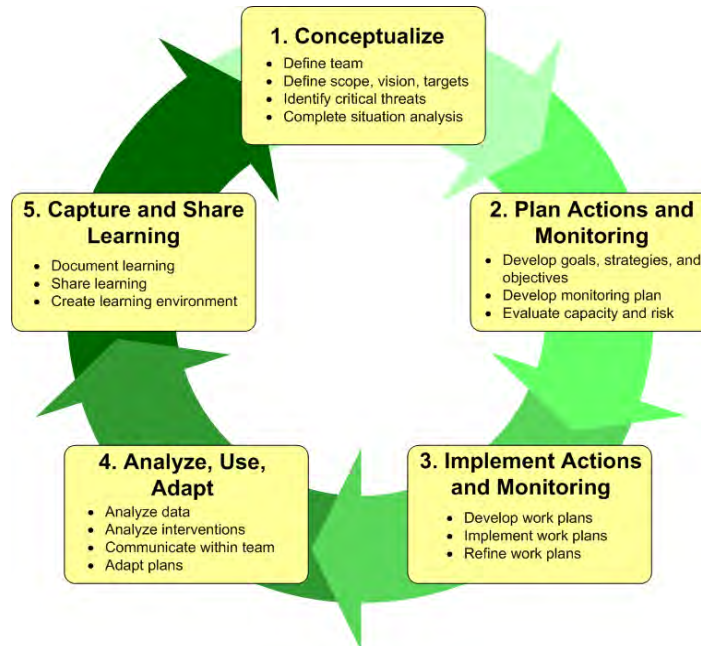 1. Conceptualize
• Define team
• Define scope, vision, targets
• Identify critical threats
• Complete situation analysis
2. Plan Actions and
Monitoring
• Develop goals, strategies, and
objectives
• Develop monitoring plan
• Evaluate capacity and risk
3. Implement Actions
and Monitoring
• Develop work plans
• Implement work plans
• Refine work plans
4. Analyze, Use,
Adapt
• Analyze data
• Analyze interventions
• Communicate within team
• Adapt plans
5. Capture and Share
Learning
• Document learning
• Share learning
• Create learning environment